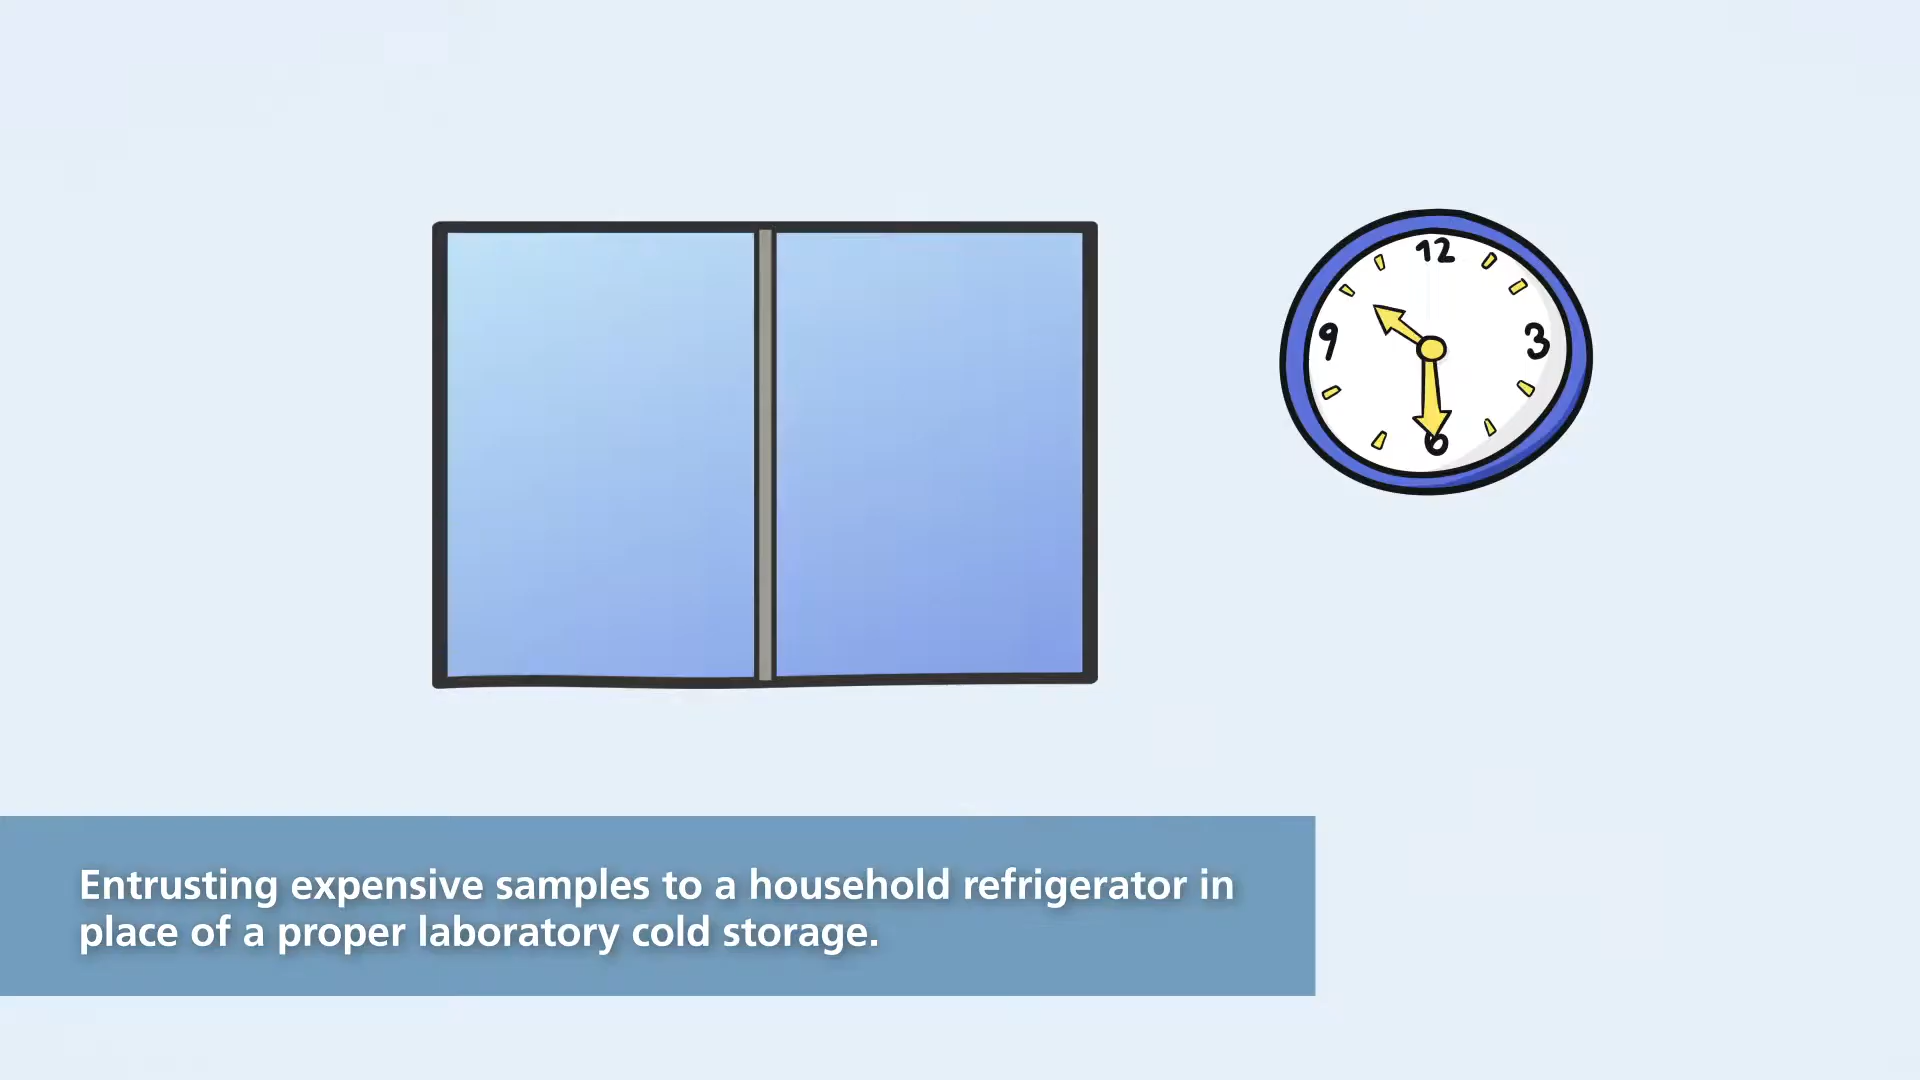 12
9
3
6
Entrusting expensive samples to a household refrigerator in
place of a proper laboratory cold storage.